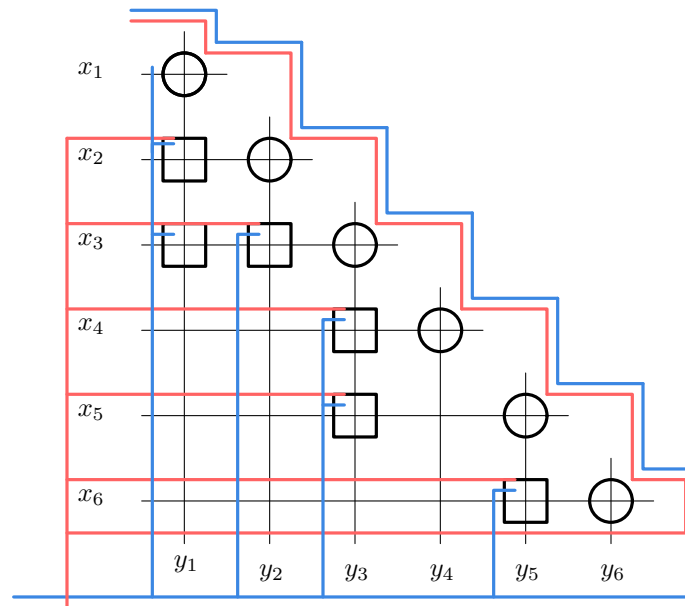 x₁
x₂
x₃
x₄
x₅
x₆
y₁ y₂ y₃ y₄ y₅ y₆